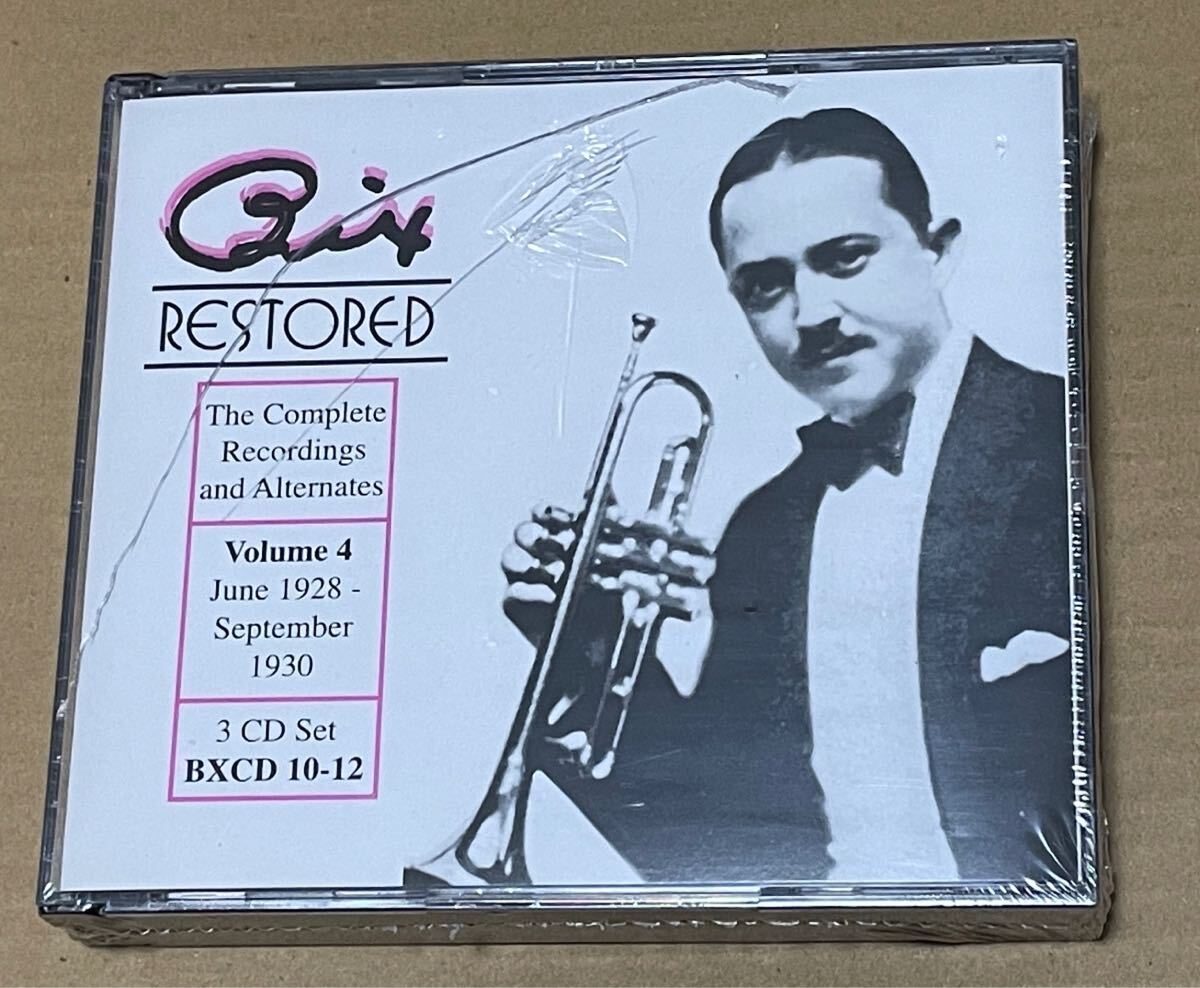 Bix
RESTORED
The Complete
Recordings
and Alternates
Volume 4
June 1928 -
September
1930
3 CD Set
BXCD 10-12